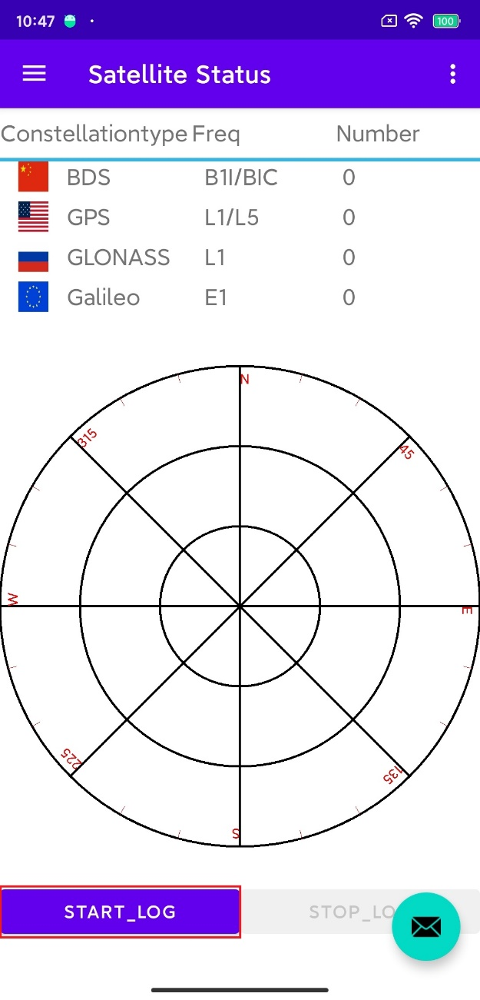 10:47
100
Satellite Status
Constellationtype Freq Number
BDS B1I/BIC 0
GPS L1/L5 0
GLONASS L1 0
Galileo E1 0
N
315
45
W
E
225
135
S
START_LOG STOP_LO